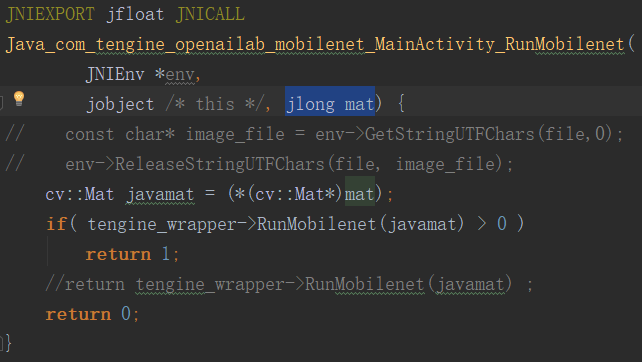 JNIEXPORT jfloat JNICALL
Java_com_tengine_openailab_mobilenet_MainActivity_RunMobilenet(
        JNIEnv *env,
        jobject /* this */, jlong mat) {
//    const char* image_file = env->GetStringUTFChars(file,0);
//    env->ReleaseStringUTFChars(file, image_file);
    cv::Mat javamat = (*(cv::Mat*)mat);
    if( tengine_wrapper->RunMobilenet(javamat) > 0 )
        return 1;
    //return tengine_wrapper->RunMobilenet(javamat) ;
    return 0;
}